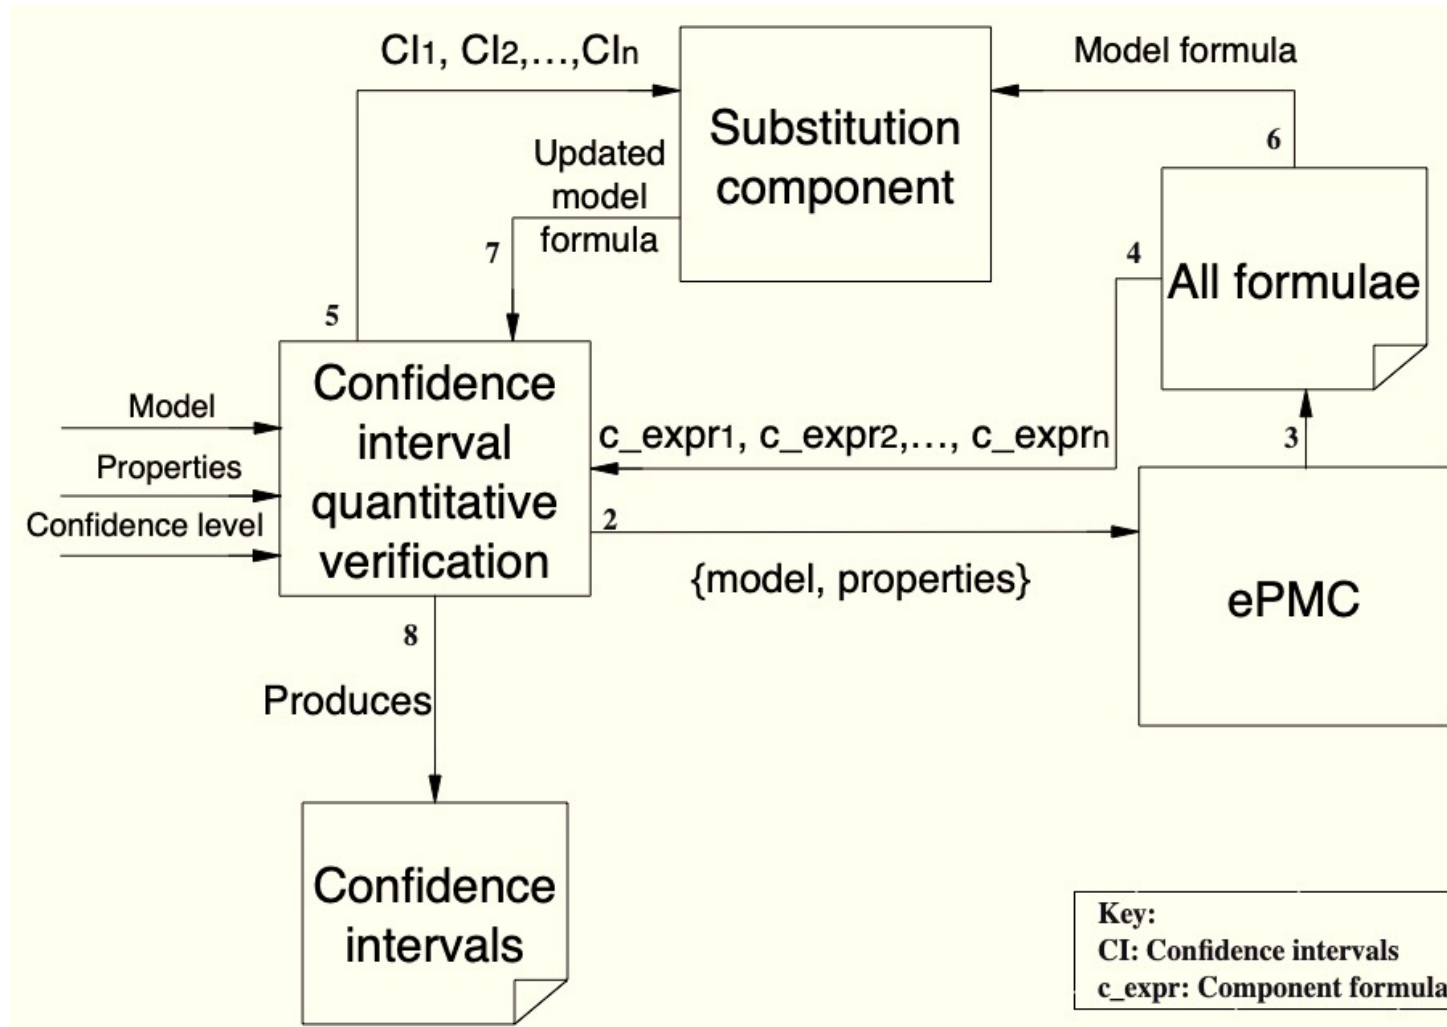 CI1, CI2,...,CIn
Model formula
Substitution
component
6
Updated
model
formula
7
4
All formulae
5
Confidence
interval
quantitative
verification
Model
Properties
Confidence level
c_expr1, c_expr2,..., c_exprn
3
2
{model, properties}
ePMC
8
Produces
Confidence
intervals
Key:
CI: Confidence intervals
c_expr: Component formula